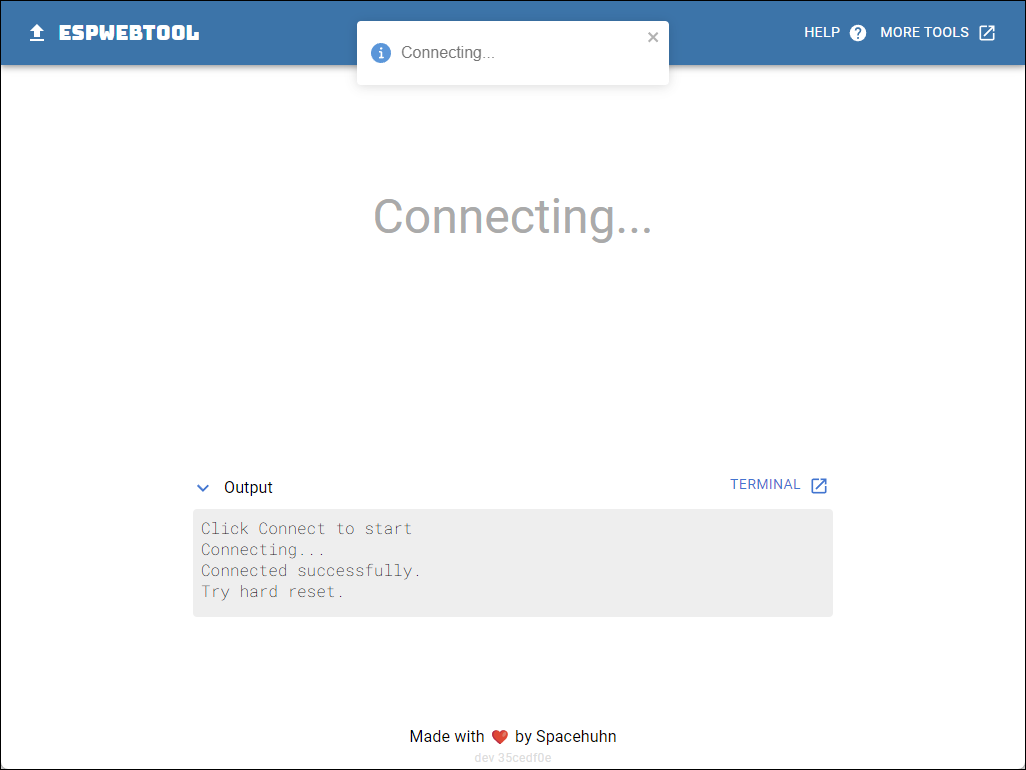 ESPWEBTOOL
Connecting...
HELP
MORE TOOLS
Connecting...
Output
TERMINAL
Click Connect to start
Connecting...
Connected successfully.
Try hard reset.
Made with ❤️ by Spacehuhn
dev 35cedf0e